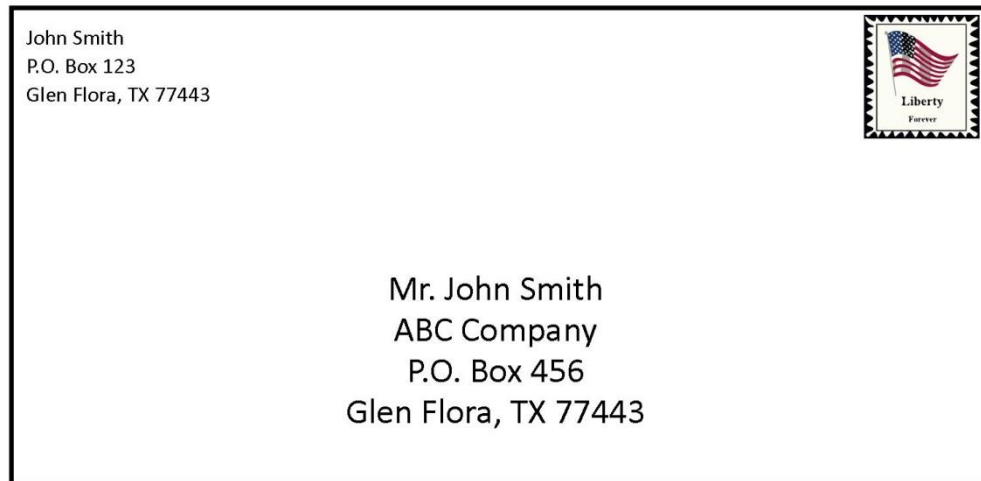 John Smith
P.O. Box 123
Glen Flora, TX 77443
Liberty
Forever
Mr. John Smith
ABC Company
P.O. Box 456
Glen Flora, TX 77443